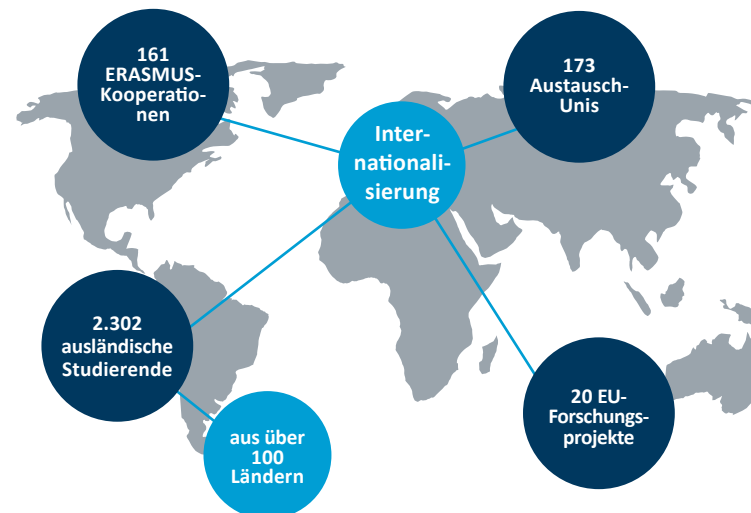 161
ERASMUS-
Kooperatio-
nen
173
Austausch-
Unis
Inter-
nationali-
sierung
2.302
ausländische
Studierende
20 EU-
Forschungs-
projekte
aus über
100
Ländern